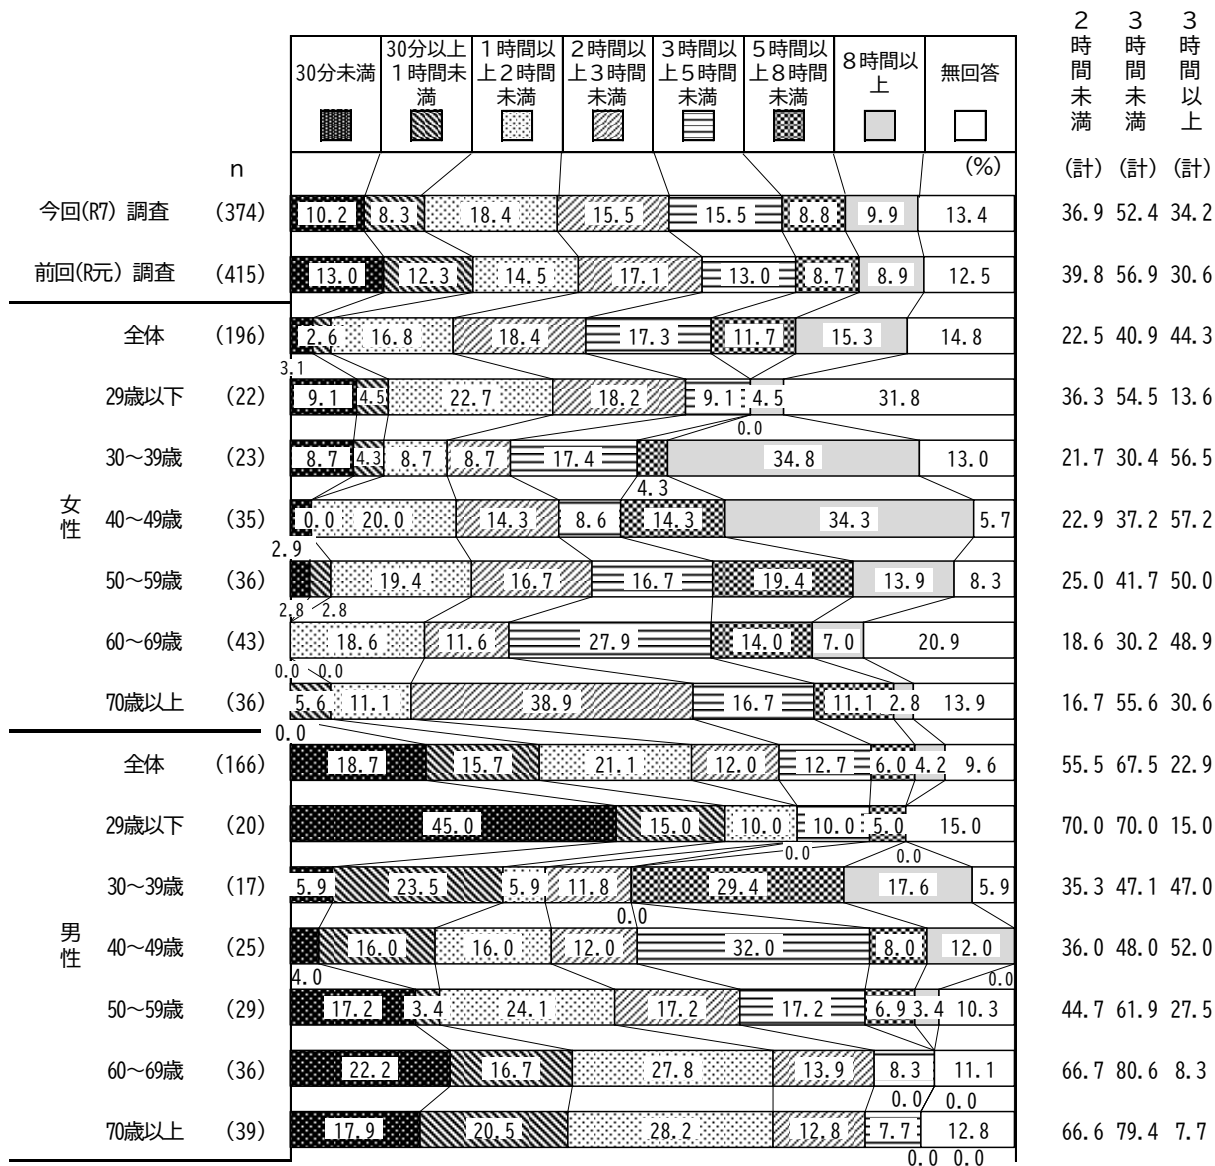 30分未満 30分以上1時間未満 1時間以上2時間未満 2時間以上3時間未満 3時間以上5時間未満 5時間以上8時間未満 8時間以上 無回答 2時間未満 3時間未満 3時間以上
n (%) (計) (計) (計)
今回(R7) 調査 (374) 10.2 8.3 18.4 15.5 15.5 8.8 9.9 13.4 36.9 52.4 34.2
前回(R元) 調査 (415) 13.0 12.3 14.5 17.1 13.0 8.7 8.9 12.5 39.8 56.9 30.6
全体 (196) 2.6 16.8 18.4 17.3 11.7 15.3 14.8 22.5 40.9 44.3
3.1
29歳以下 (22) 9.1 4.5 22.7 18.2 9.1 4.5 31.8 36.3 54.5 13.6
0.0
30～39歳 (23) 8.7 4.3 8.7 8.7 17.4 34.8 13.0 21.7 30.4 56.5
4.3
女性
40～49歳 (35) 0.0 20.0 14.3 8.6 14.3 34.3 5.7 22.9 37.2 57.2
2.9
50～59歳 (36) 19.4 16.7 16.7 19.4 13.9 8.3 25.0 41.7 50.0
2.8 2.8
60～69歳 (43) 18.6 11.6 27.9 14.0 7.0 20.9 18.6 30.2 48.9
0.0 0.0
70歳以上 (36) 5.6 11.1 38.9 16.7 11.1 2.8 13.9 16.7 55.6 30.6
0.0
全体 (166) 18.7 15.7 21.1 12.0 12.7 6.0 4.2 9.6 55.5 67.5 22.9
29歳以下 (20) 45.0 15.0 10.0 10.0 5.0 15.0 70.0 70.0 15.0
0.0 0.0
30～39歳 (17) 5.9 23.5 5.9 11.8 29.4 17.6 5.9 35.3 47.1 47.0
0.0
男性
40～49歳 (25) 16.0 16.0 12.0 32.0 8.0 12.0 36.0 48.0 52.0
4.0 0.0
50～59歳 (29) 17.2 3.4 24.1 17.2 17.2 6.9 3.4 10.3 44.7 61.9 27.5
60～69歳 (36) 22.2 16.7 27.8 13.9 8.3 11.1 66.7 80.6 8.3
0.0 0.0
70歳以上 (39) 17.9 20.5 28.2 12.8 7.7 12.8 66.6 79.4 7.7
0.0 0.0